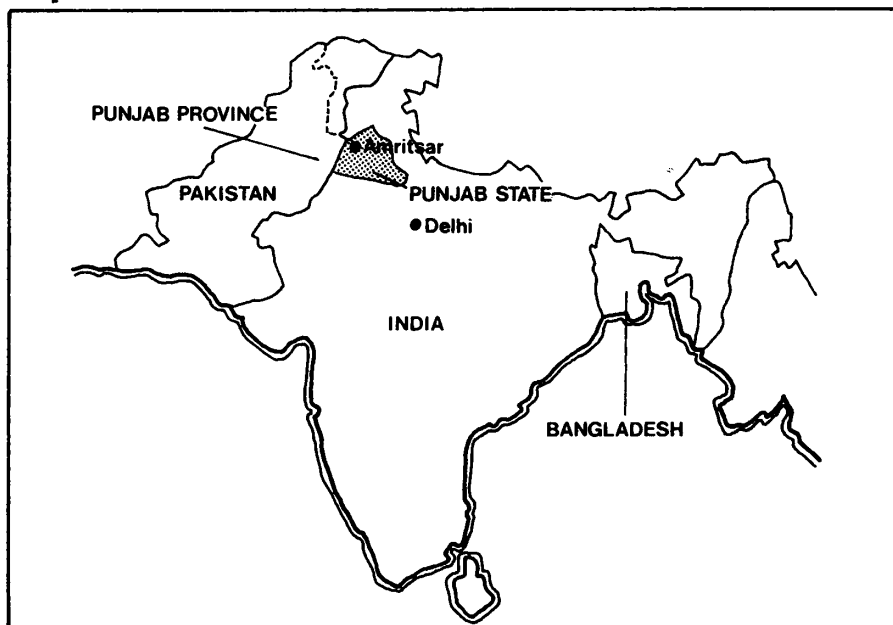 PUNJAB PROVINCE
Amritsar
PAKISTAN
PUNJAB STATE
Delhi
INDIA
BANGLADESH